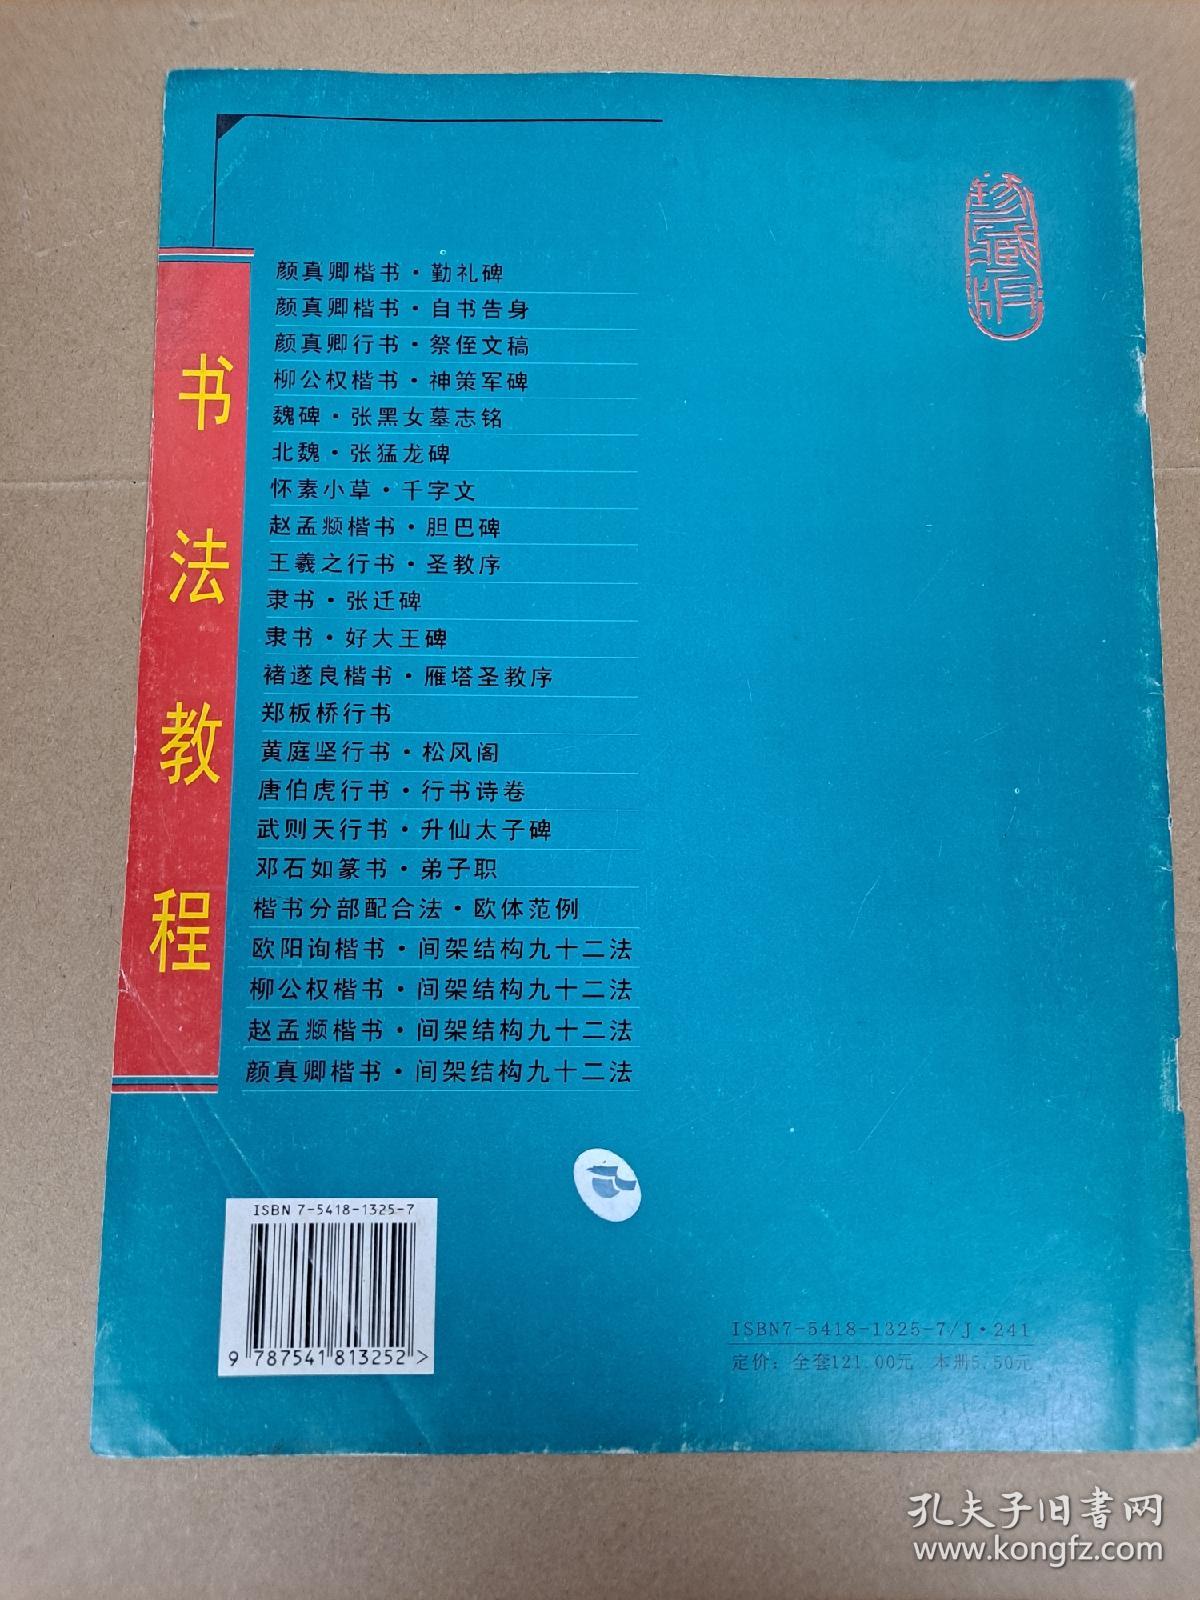 珍藏版
书法教程
颜真卿楷书·勤礼碑
颜真卿楷书·自书告身
颜真卿行书·祭侄文稿
柳公权楷书·神策军碑
魏碑·张黑女墓志铭
北魏·张猛龙碑
怀素小草·千字文
赵孟頫楷书·胆巴碑
王羲之行书·圣教序
隶书·张迁碑
隶书·好大王碑
褚遂良楷书·雁塔圣教序
郑板桥行书
黄庭坚行书·松风阁
唐伯虎行书·行书诗卷
武则天行书·升仙太子碑
邓石如篆书·弟子职
楷书分部配合法·欧体范例
欧阳询楷书·间架结构九十二法
柳公权楷书·间架结构九十二法
赵孟頫楷书·间架结构九十二法
颜真卿楷书·间架结构九十二法
ISBN 7-5418-1325-7
9 787541 813252 >
ISBN7-5418-1325-7/J·241
定价：全套121.00元 本册5.50元
孔夫子旧书网
www.kongfz.com